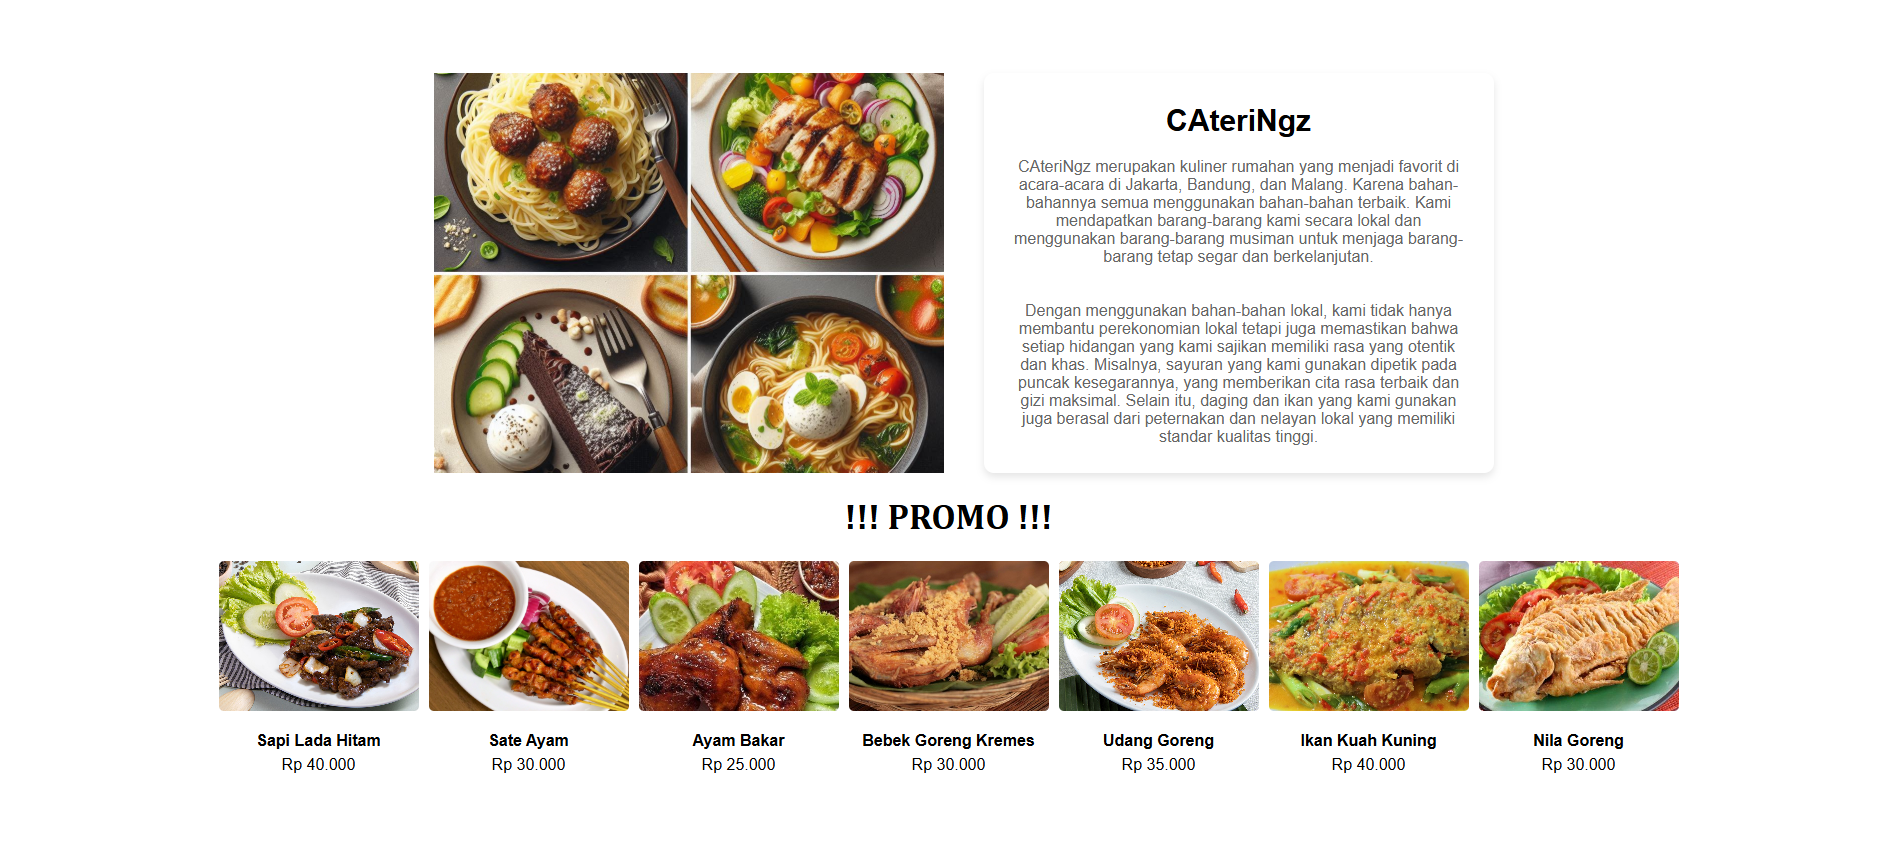 CAteriNgz
CAteriNgz merupakan kuliner rumahan yang menjadi favorit di
acara-acara di Jakarta, Bandung, dan Malang. Karena bahan-
bahannya semua menggunakan bahan-bahan terbaik. Kami
mendapatkan barang-barang kami secara lokal dan
menggunakan barang-barang musiman untuk menjaga barang-
barang tetap segar dan berkelanjutan.
Dengan menggunakan bahan-bahan lokal, kami tidak hanya
membantu perekonomian lokal tetapi juga memastikan bahwa
setiap hidangan yang kami sajikan memiliki rasa yang otentik
dan khas. Misalnya, sayuran yang kami gunakan dipetik pada
puncak kesegarannya, yang memberikan cita rasa terbaik dan
gizi maksimal. Selain itu, daging dan ikan yang kami gunakan
juga berasal dari peternakan dan nelayan lokal yang memiliki
standar kualitas tinggi.
!!! PROMO !!!
Sapi Lada Hitam
Rp 40.000
Sate Ayam
Rp 30.000
Ayam Bakar
Rp 25.000
Bebek Goreng Kremes
Rp 30.000
Udang Goreng
Rp 35.000
Ikan Kuah Kuning
Rp 40.000
Nila Goreng
Rp 30.000